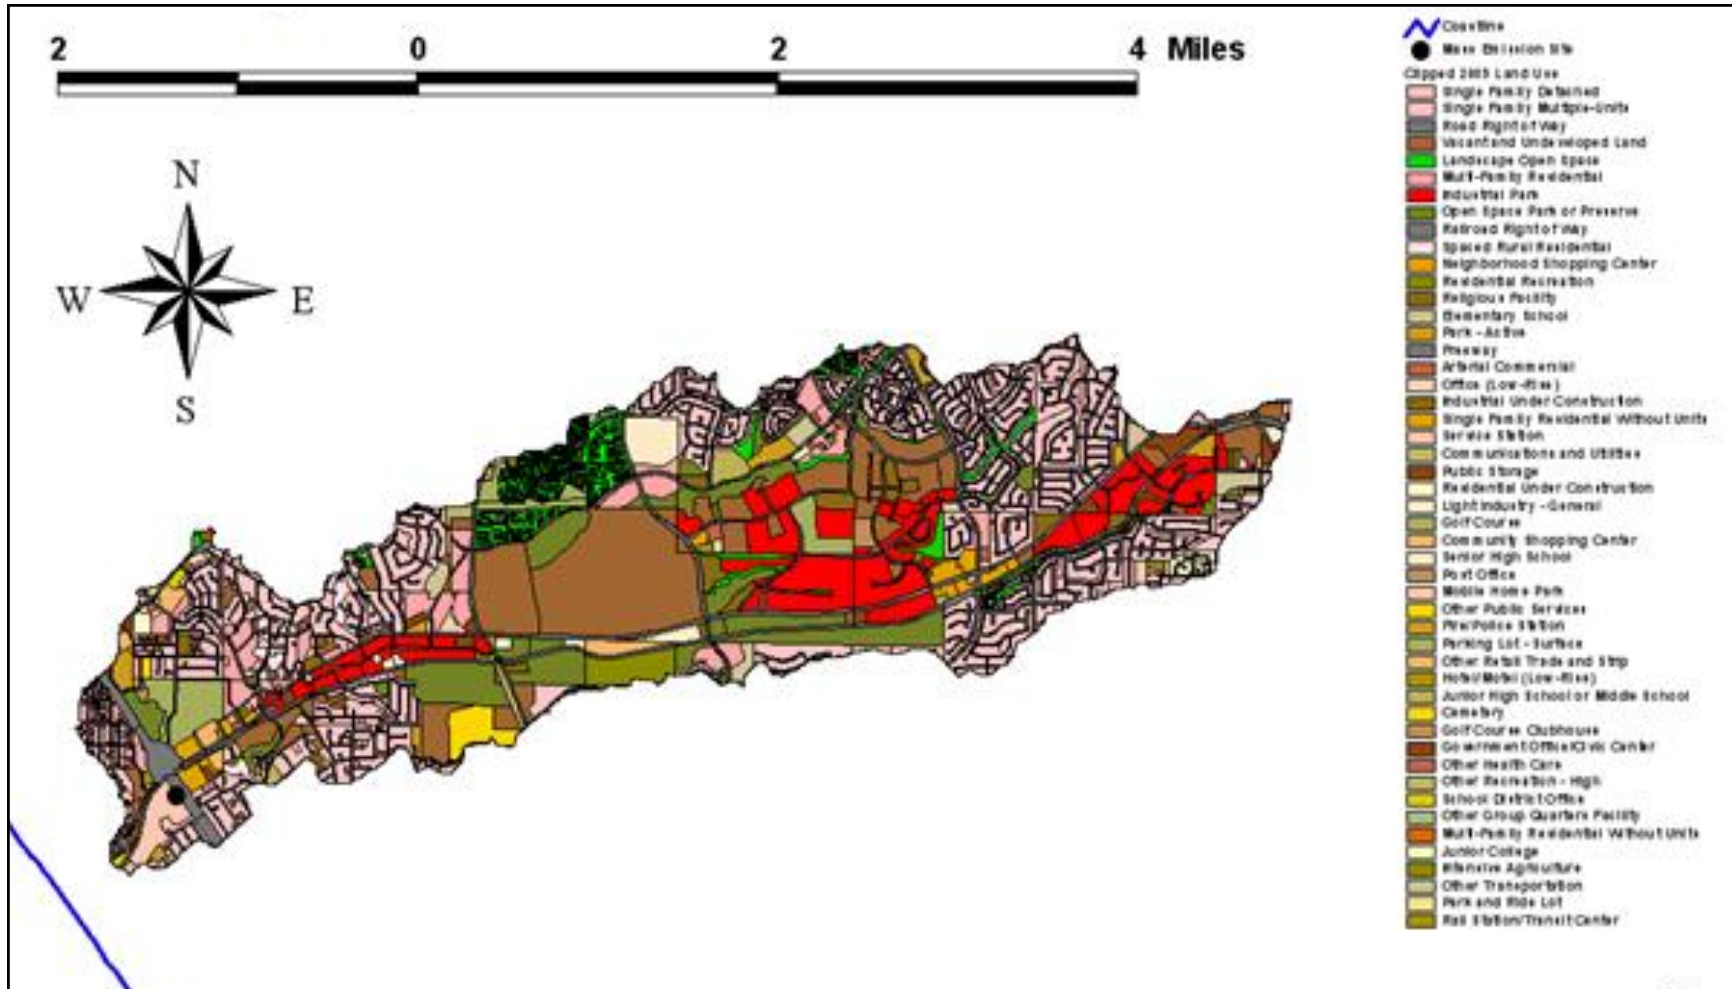 2 0 2 4 Miles
N
W E
S
Coastline
Mass Emission Site
Clipped 2005 Land Use
Single Family Detached
Single Family Multiple-Units
Road Right of Way
Vacant and Undeveloped Land
Landscape Open Space
Multi-Family Residential
Industrial Park
Open Space Park or Preserve
Railroad Right of Way
Spaced Rural Residential
Neighborhood Shopping Center
Residential Recreation
Religious Facility
Elementary School
Park - Active
Freeway
Arterial Commercial
Office (Low-Rise)
Industrial Under Construction
Single Family Residential Without Units
Service Station
Communications and Utilities
Public Storage
Residential Under Construction
Light Industry - General
Golf Course
Community Shopping Center
Senior High School
Post Office
Mobile Home Park
Other Public Services
Fire/Police Station
Parking Lot - Surface
Other Retail Trade and Strip
Hotel/Motel (Low-Rise)
Junior High School or Middle School
Cemetery
Golf Course Clubhouse
Government Office/Civic Center
Other Health Care
Other Recreation - High
School District Office
Other Group Quarters Facility
Multi-Family Residential Without Units
Junior College
Intensive Agriculture
Other Transportation
Park and Ride Lot
Rail Station/Transit Center